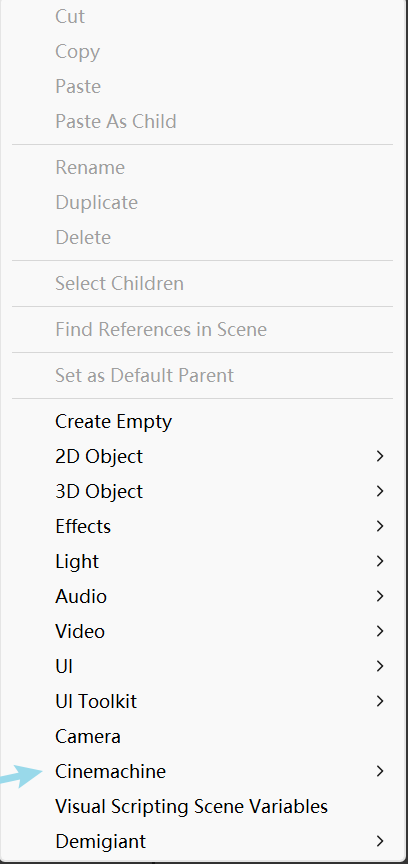 Cut
Copy
Paste
Paste As Child
Rename
Duplicate
Delete
Select Children
Find References in Scene
Set as Default Parent
Create Empty
2D Object
3D Object
Effects
Light
Audio
Video
UI
UI Toolkit
Camera
Cinemachine
Visual Scripting Scene Variables
Demigiant